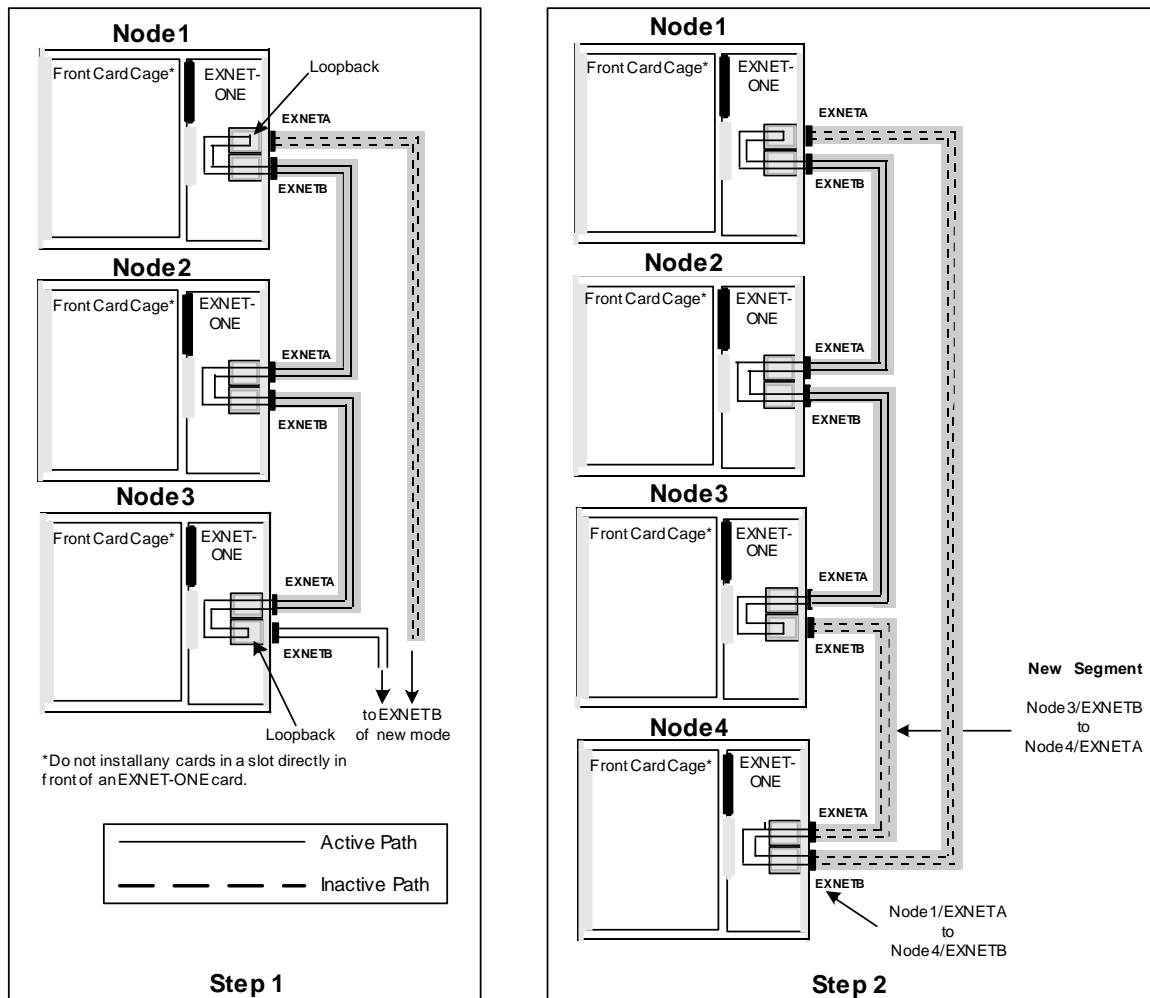 Node1
Front Card Cage*
EXNET-
ONE
Loopback
EXNETA
EXNETB
Node2
Front Card Cage*
EXNET-
ONE
EXNETA
EXNETB
Node3
Front Card Cage*
EXNET-
ONE
EXNETA
EXNETB
Loopback
to EXNETB
of new mode
*Do not install any cards in a slot directly in
front of an EXNET-ONE card.
Active Path
Inactive Path
Step 1
Node1
Front Card Cage*
EXNET-
ONE
EXNETA
EXNETB
Node2
Front Card Cage*
EXNET-
ONE
EXNETA
EXNETB
Node3
Front Card Cage*
EXNET-
ONE
EXNETA
EXNETB
New Segment
Node3/EXNETB
to
Node4/EXNETA
Node4
Front Card Cage*
EXNET-
ONE
EXNETA
EXNETB
Node1/EXNETA
to
Node4/EXNETB
Step 2